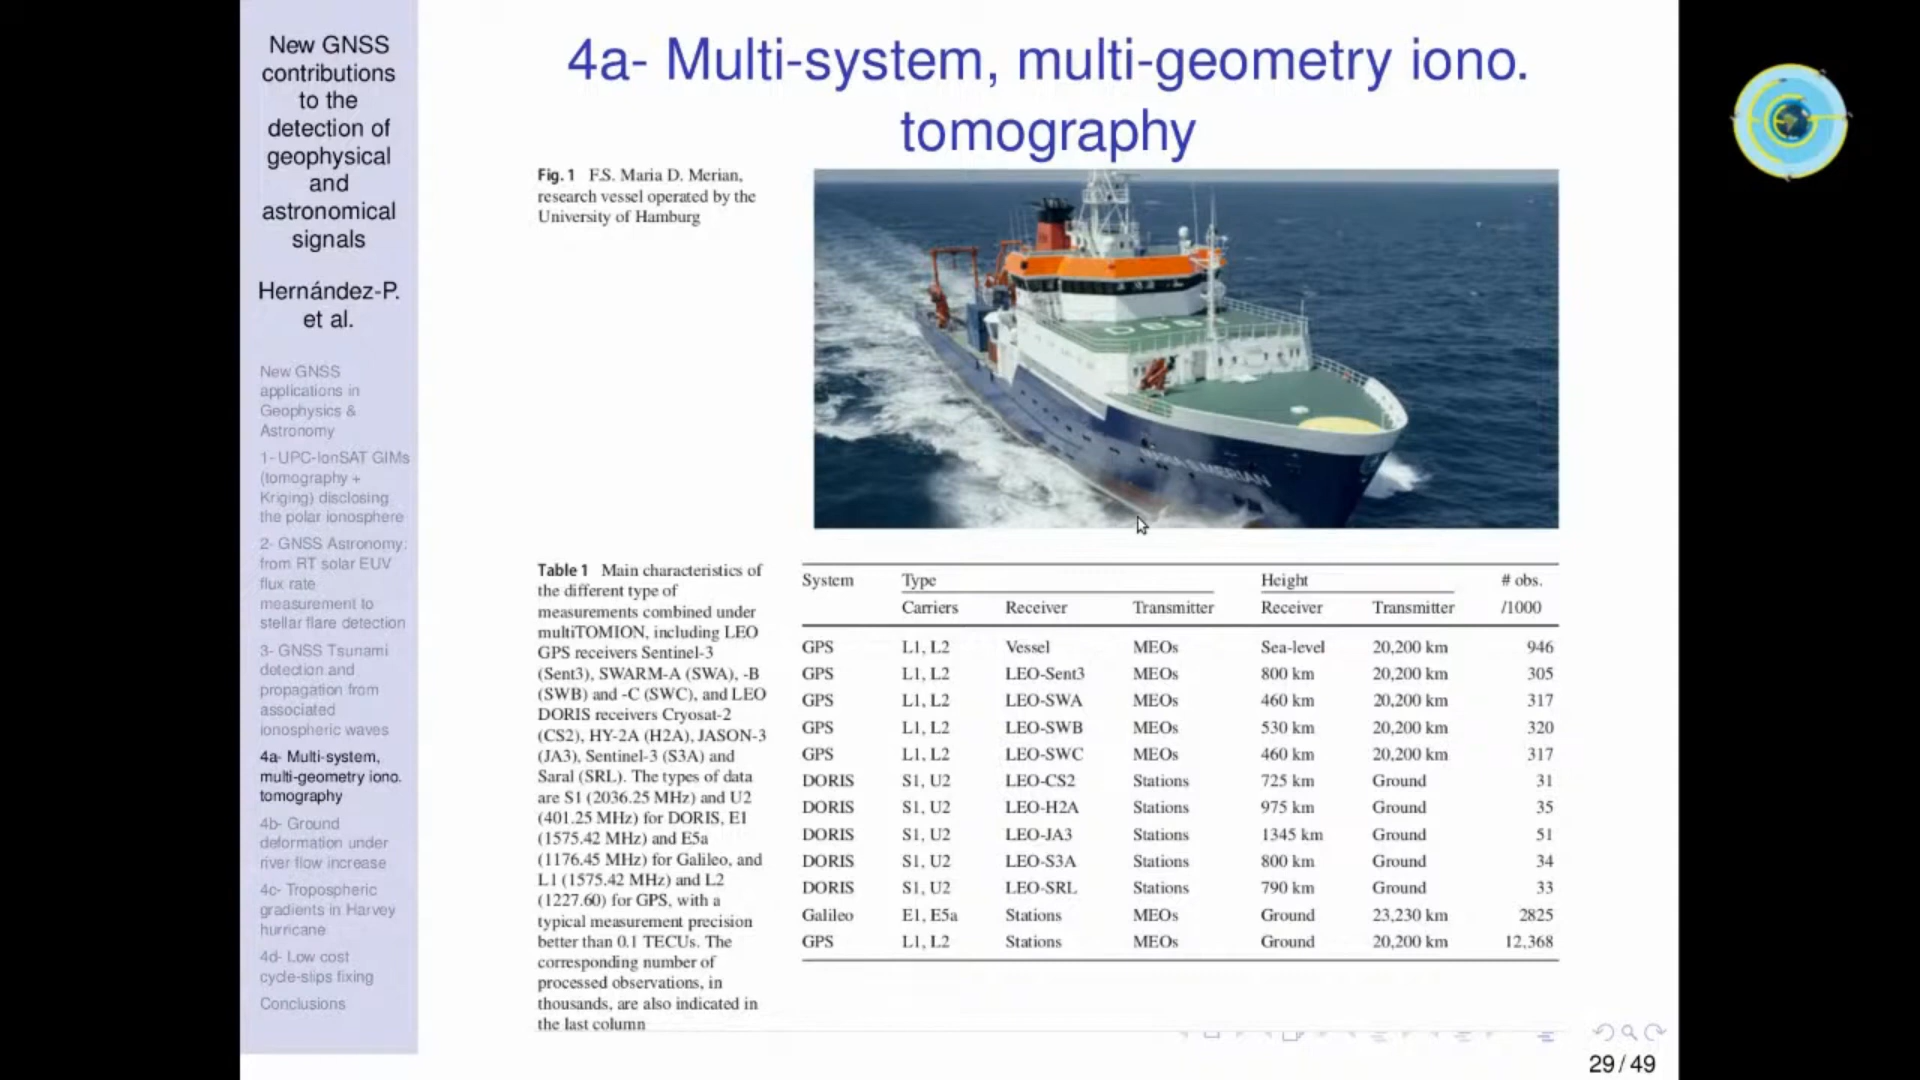 New GNSS
contributions
to the
detection of
geophysical
and
astronomical
signals
Hernández-P.
et al.
New GNSS
applications in
Geophysics &
Astronomy
1- UPC-IonSAT GIMs
(tomography +
Kriging) disclosing
the polar ionosphere
2- GNSS Astronomy:
from RT solar EUV
flux rate
measurement to
stellar flare detection
3- GNSS Tsunami
detection and
propagation from
associated
ionospheric waves
4a- Multi-system,
multi-geometry iono.
tomography
4b- Ground
deformation under
river flow increase
4c- Tropospheric
gradients in Harvey
hurricane
4d- Low cost
cycle-slips fixing
Conclusions
4a- Multi-system, multi-geometry iono.
tomography
Fig. 1 F.S. Maria D. Merian,
research vessel operated by the
University of Hamburg
MARIA S. MERIAN
Table 1 Main characteristics of
the different type of
measurements combined under
multiTOMION, including LEO
GPS receivers Sentinel-3
(Sent3), SWARM-A (SWA), -B
(SWB) and -C (SWC), and LEO
DORIS receivers Cryosat-2
(CS2), HY-2A (H2A), JASON-3
(JA3), Sentinel-3 (S3A) and
Saral (SRL). The types of data
are S1 (2036.25 MHz) and U2
(401.25 MHz) for DORIS, E1
(1575.42 MHz) and E5a
(1176.45 MHz) for Galileo, and
L1 (1575.42 MHz) and L2
(1227.60) for GPS, with a
typical measurement precision
better than 0.1 TECUs. The
corresponding number of
processed observations, in
thousands, are also indicated in
the last column
System Type Height # obs.
Carriers Receiver Transmitter Receiver Transmitter /1000
GPS L1, L2 Vessel MEOs Sea-level 20,200 km 946
GPS L1, L2 LEO-Sent3 MEOs 800 km 20,200 km 305
GPS L1, L2 LEO-SWA MEOs 460 km 20,200 km 317
GPS L1, L2 LEO-SWB MEOs 530 km 20,200 km 320
GPS L1, L2 LEO-SWC MEOs 460 km 20,200 km 317
DORIS S1, U2 LEO-CS2 Stations 725 km Ground 31
DORIS S1, U2 LEO-H2A Stations 975 km Ground 35
DORIS S1, U2 LEO-JA3 Stations 1345 km Ground 51
DORIS S1, U2 LEO-S3A Stations 800 km Ground 34
DORIS S1, U2 LEO-SRL Stations 790 km Ground 33
Galileo E1, E5a Stations MEOs Ground 23,230 km 2825
GPS L1, L2 Stations MEOs Ground 20,200 km 12,368
29 / 49